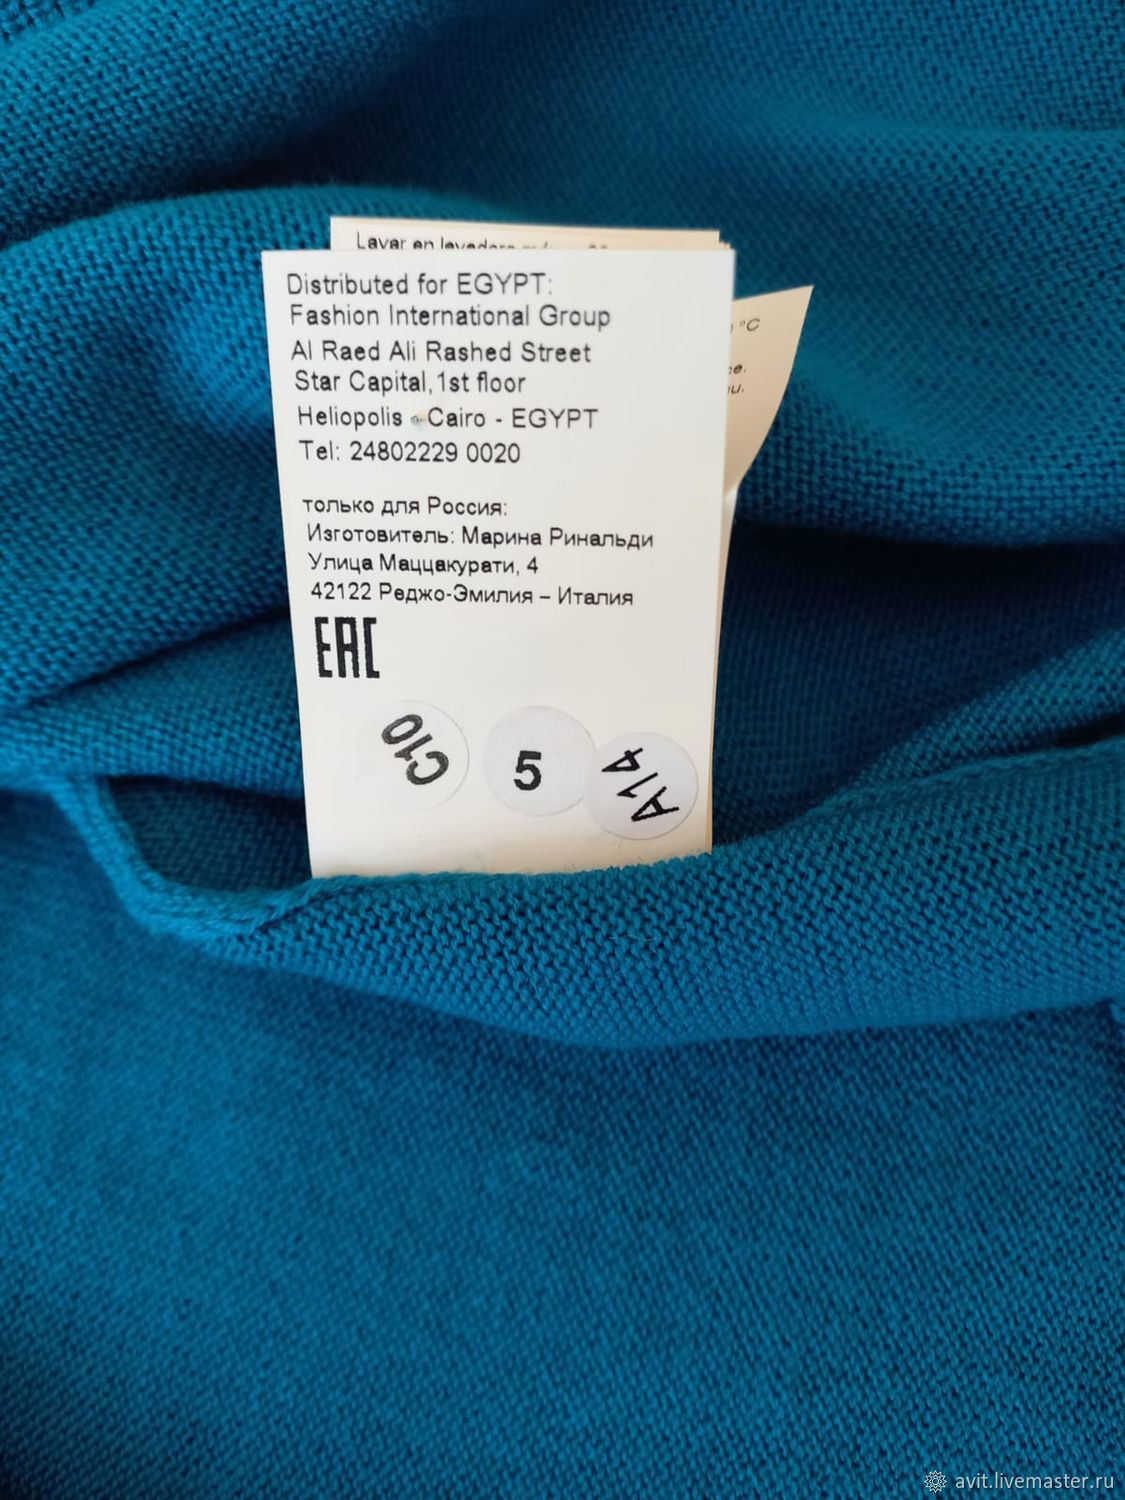 Lavar en
Distributed for EGYPT:
Fashion International Group
Al Raed Ali Rashed Street
Star Capital, 1st floor
Heliopolis - Cairo - EGYPT
Tel: 24802229 0020
только для Россия:
Изготовитель: Марина Ринальди
Улица Маццакурати, 4
42122 Реджо-Эмилия – Италия
EAC
C10
5
A14
°C
avit.livemaster.ru